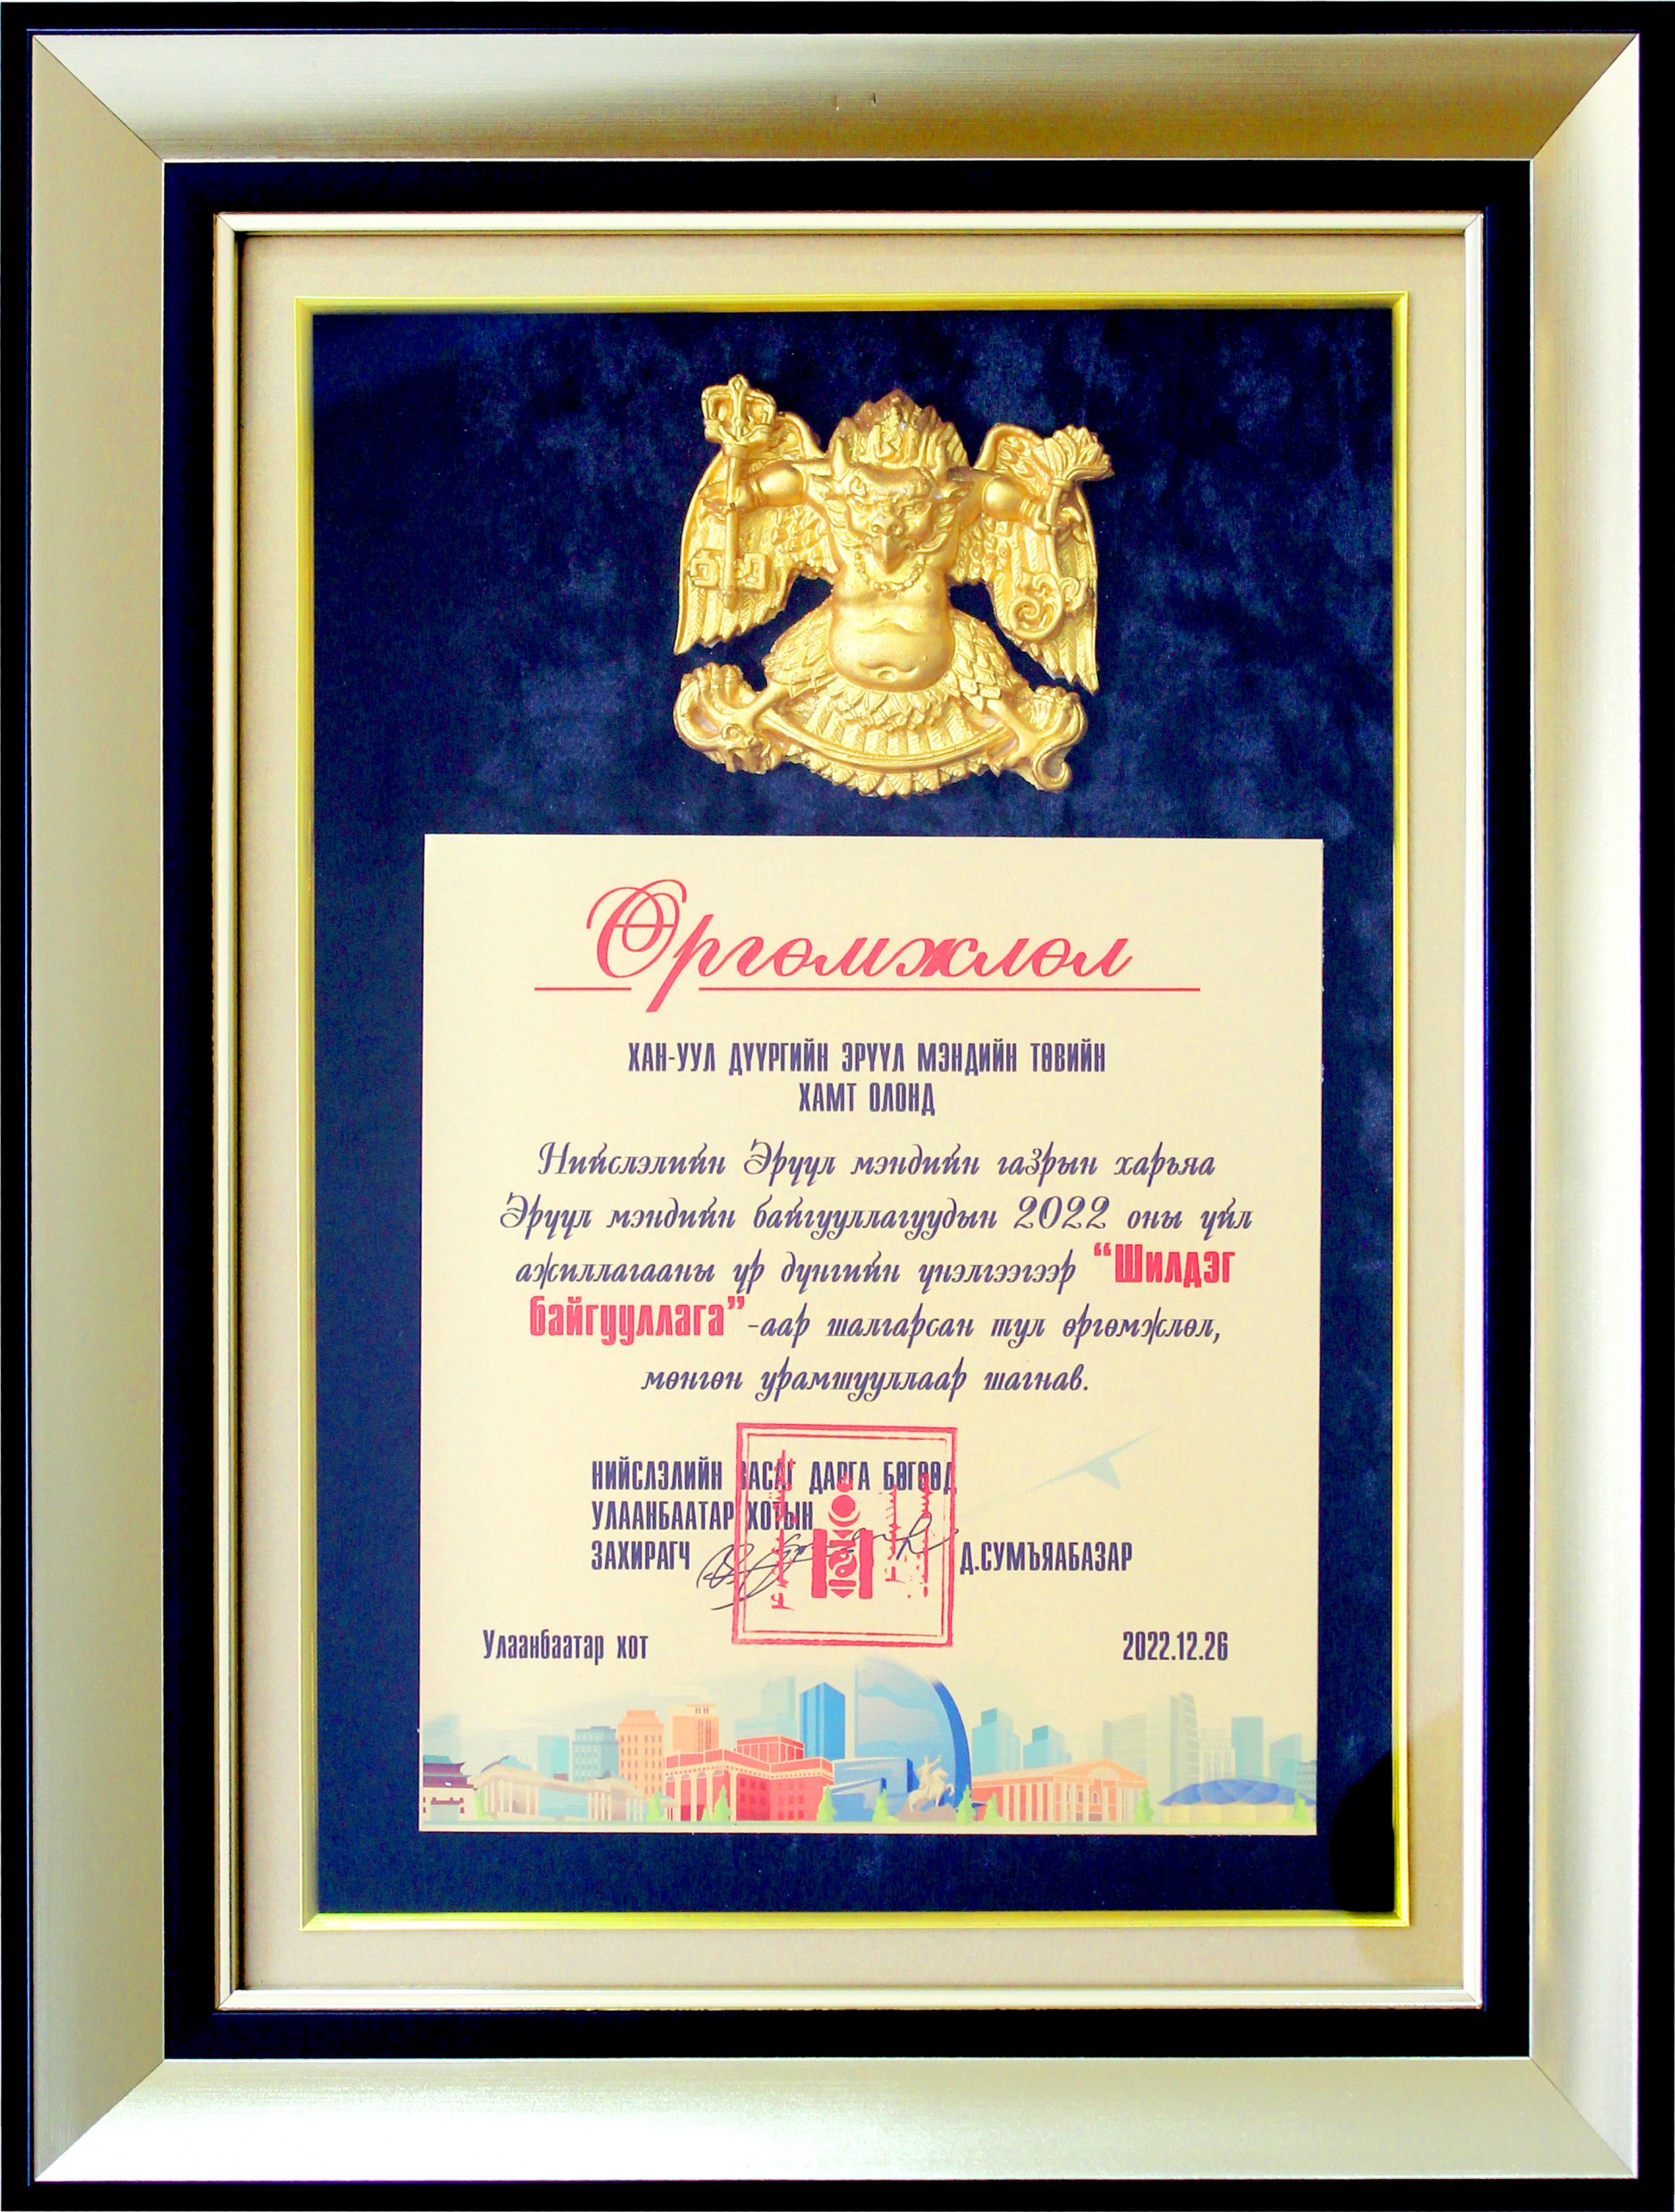 Өргөмжлөл
ХАН-УУЛ ДҮҮРГИЙН ЭРҮҮЛ МЭНДИЙН ТӨВИЙН
ХАМТ ОЛОНД
Нийслэлийн Эрүүл мэндийн газрын харьяа
Эрүүл мэндийн байгууллагуудын 2022 оны үйл
ажиллагааны үр дүнгийн үнэлгээгээр “Шилдэг
байгууллага”-аар шалгарсан тул өргөмжлөл,
мөнгөн урамшууллаар шагнав.
НИЙСЛЭЛИЙН ЗАСАГ ДАРГА БӨГӨӨД
УЛААНБААТАР ХОТЫН
ЗАХИРАГЧ Д.СУМЪЯАБАЗАР
Улаанбаатар хот 2022.12.26